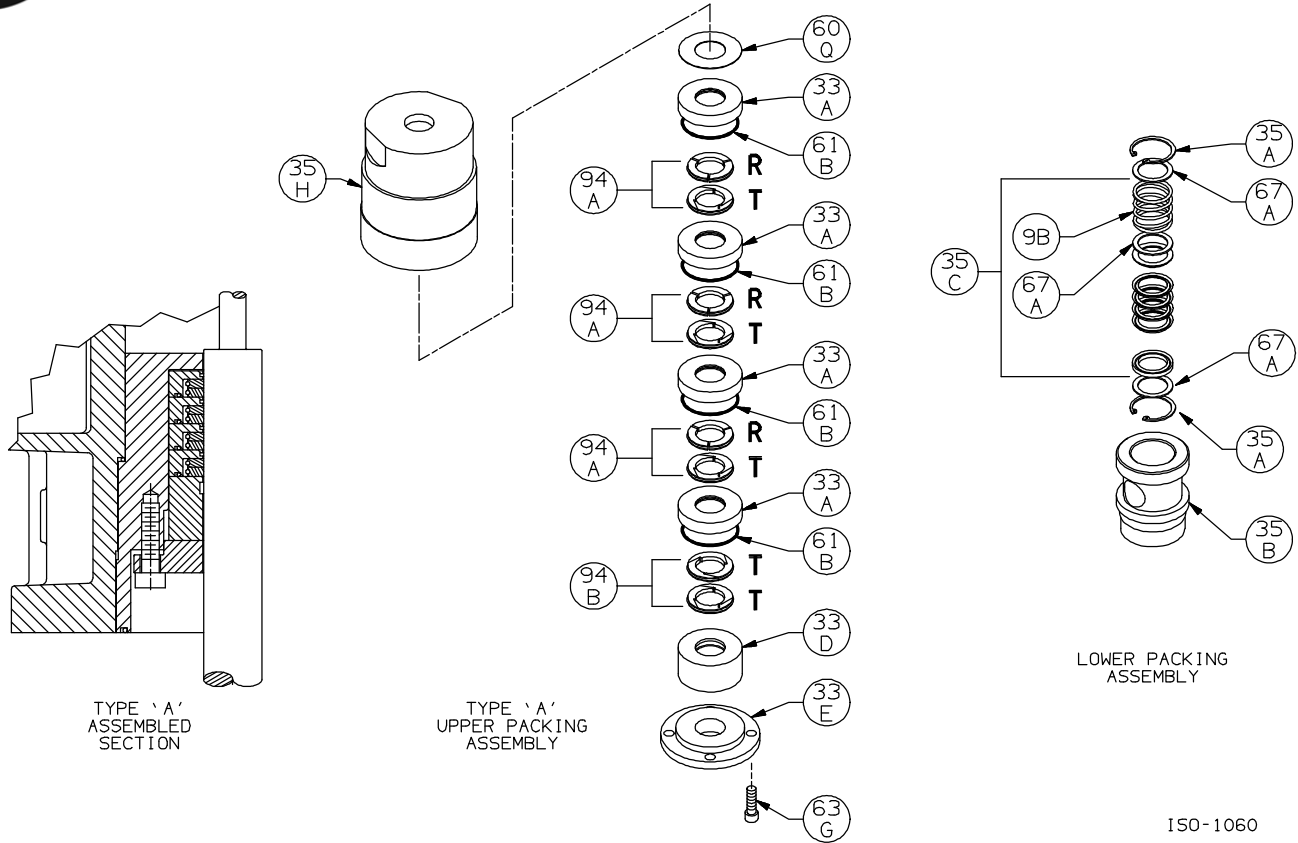 60
Q
33
A
61
B
94
A
R
T
33
A
61
B
94
A
R
T
33
A
61
B
94
A
R
T
33
A
61
B
94
B
T
T
33
D
33
E
63
G
35
H
TYPE 'A'
ASSEMBLED
SECTION
TYPE 'A'
UPPER PACKING
ASSEMBLY
35
A
67
A
9B
67
A
35
C
67
A
35
A
35
B
LOWER PACKING
ASSEMBLY
ISO-1060